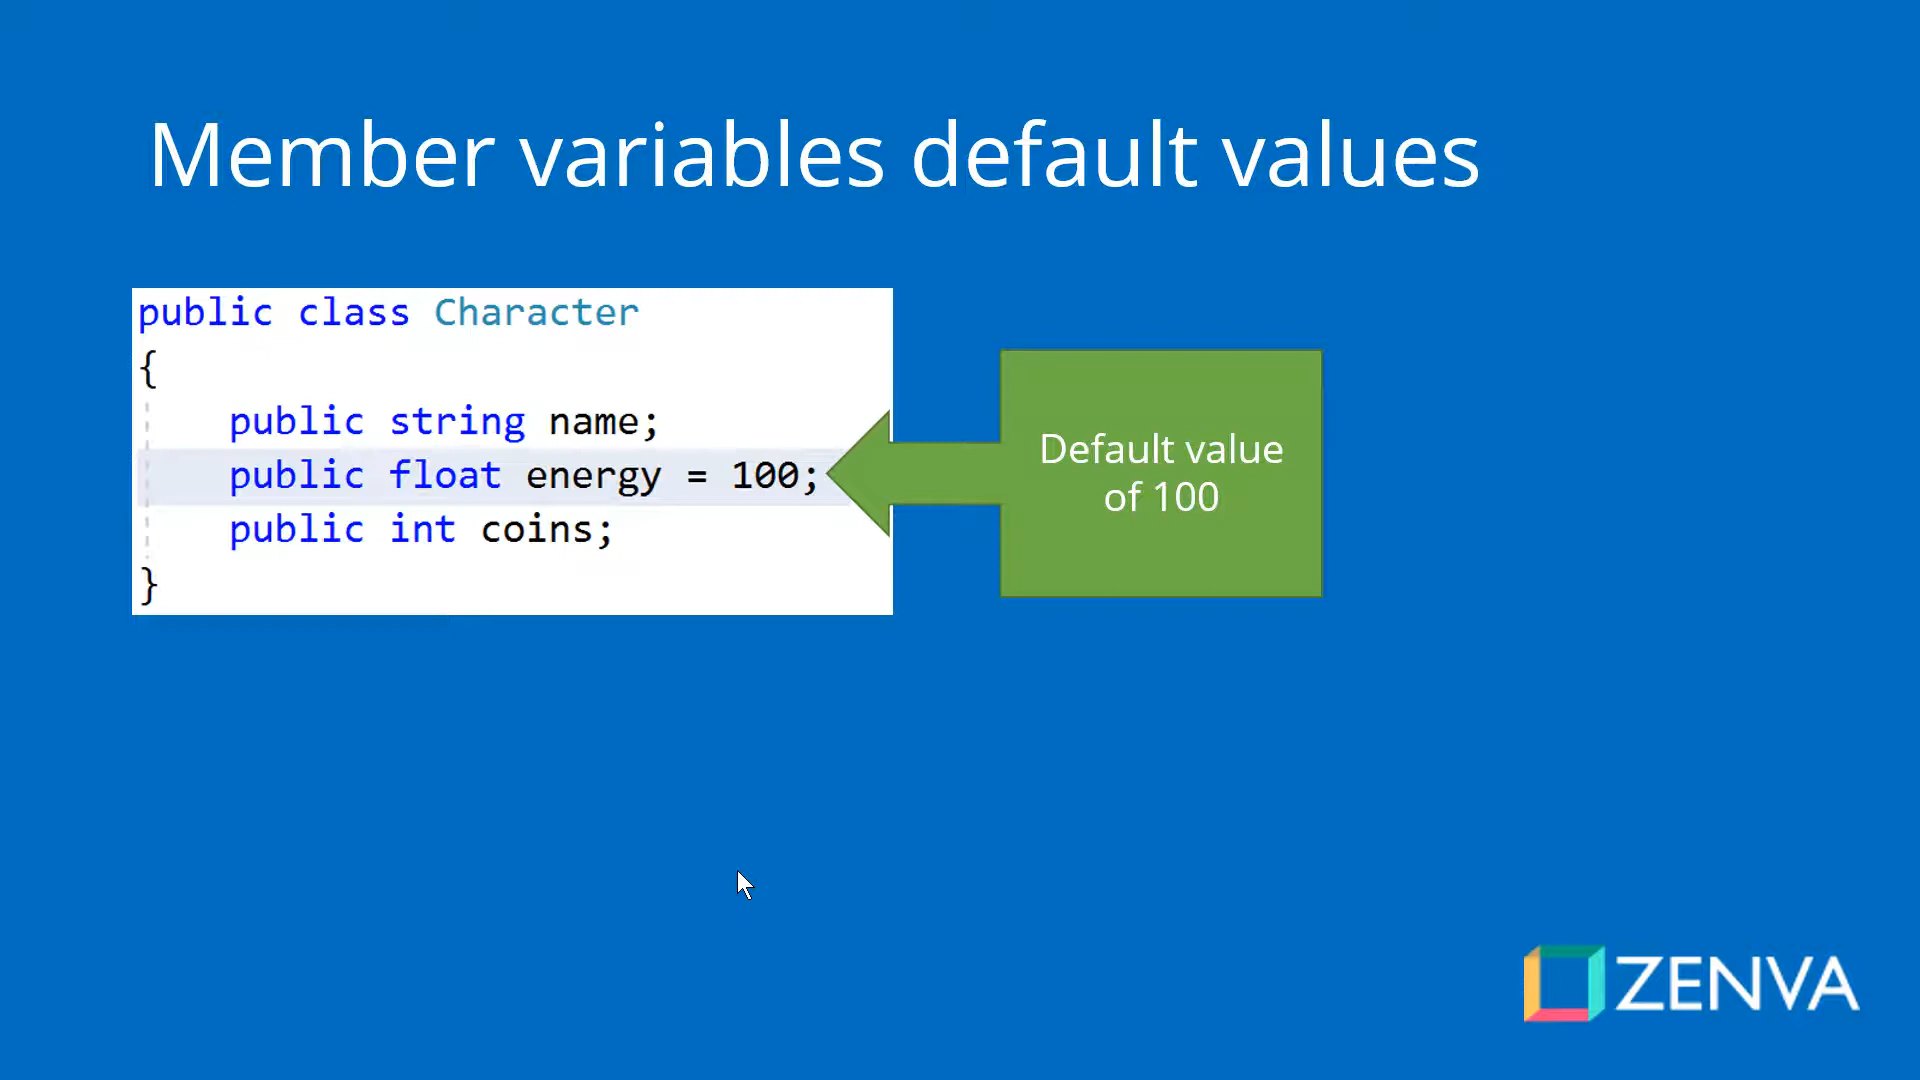 Member variables default values
public class Character
{
public string name;
public float energy = 100;
public int coins;
}
Default value
of 100
ZENVA